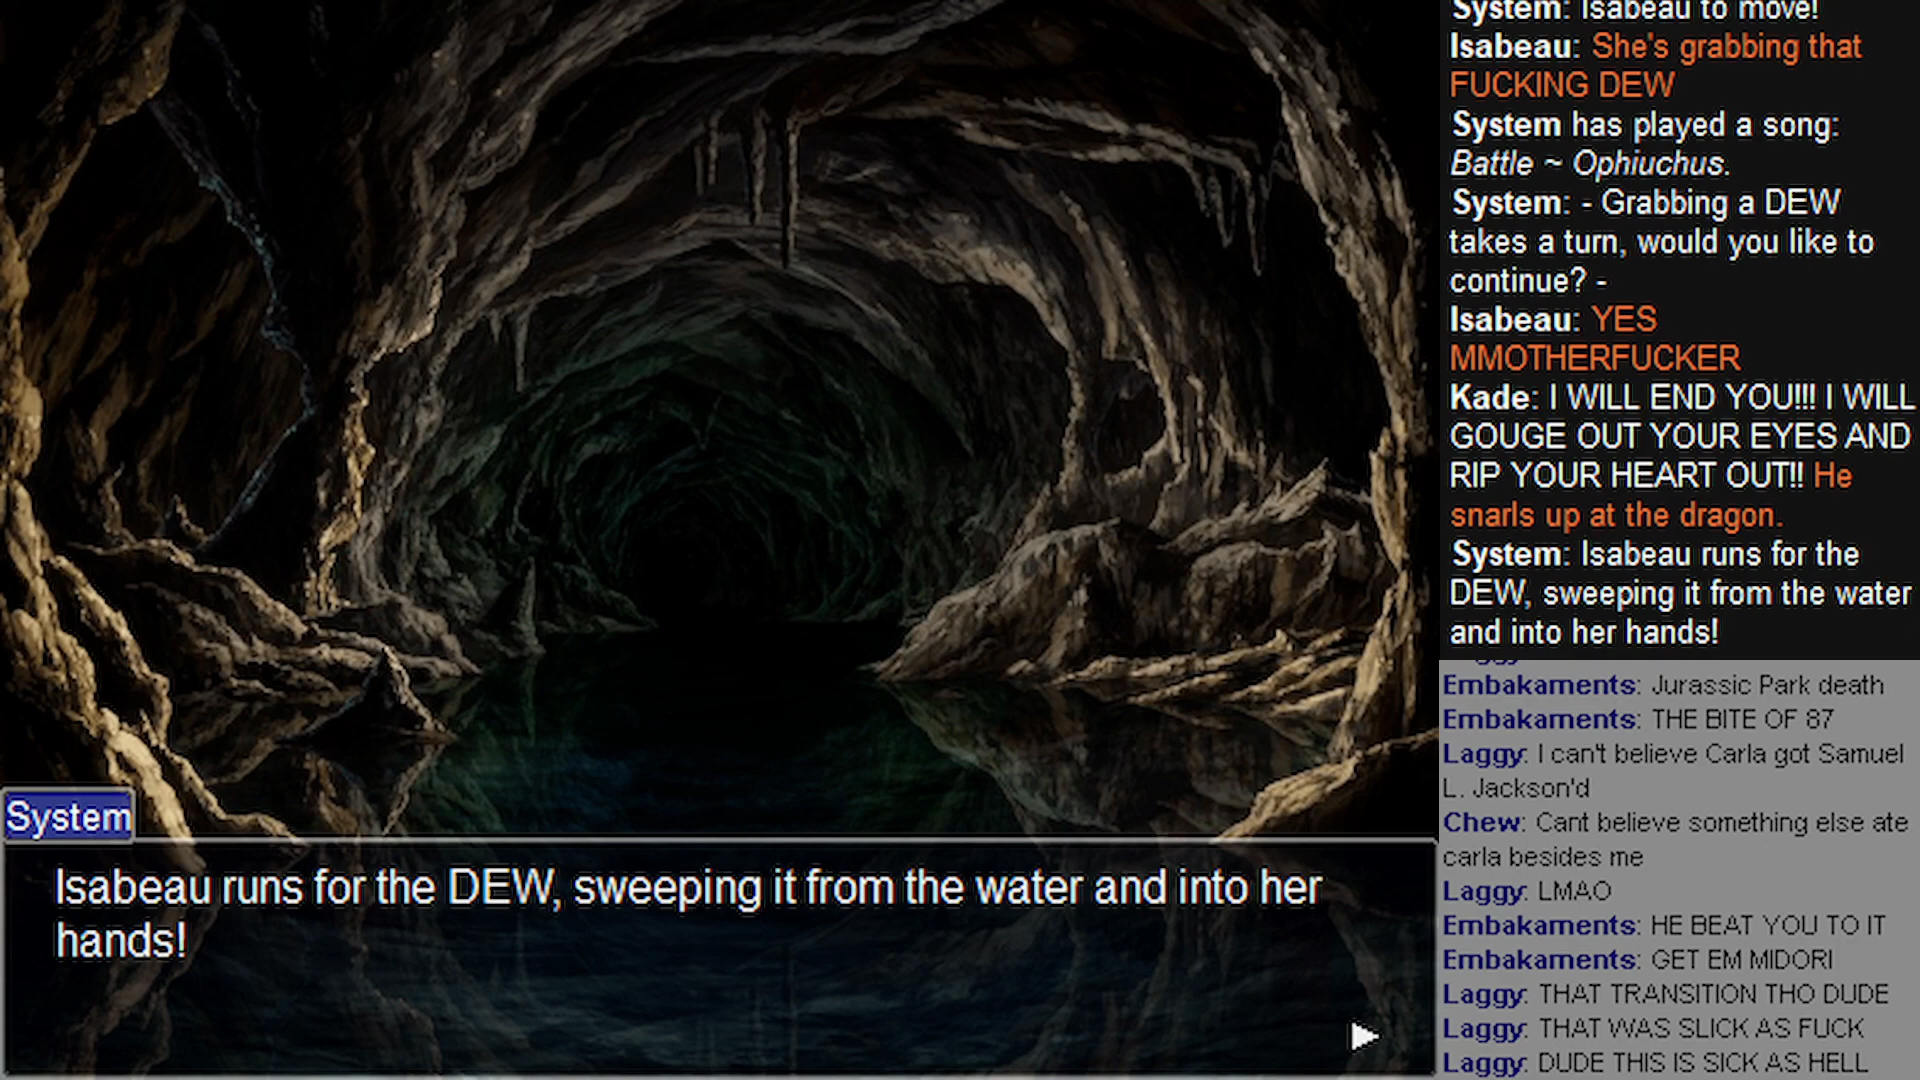 System
Isabeau runs for the DEW, sweeping it from the water and into her
hands!
System: Isabeau to move!
Isabeau: She's grabbing that
FUCKING DEW
System has played a song:
Battle ~ Ophiuchus.
System: - Grabbing a DEW
takes a turn, would you like to
continue? -
Isabeau: YES
MMOTHERFUCKER
Kade: I WILL END YOU!!! I WILL
GOUGE OUT YOUR EYES AND
RIP YOUR HEART OUT!! He
snarls up at the dragon.
System: Isabeau runs for the
DEW, sweeping it from the water
and into her hands!
Embakaments: Jurassic Park death
Embakaments: THE BITE OF 87
Laggy: I can't believe Carla got Samuel
L. Jackson'd
Chew: Cant believe something else ate
carla besides me
Laggy: LMAO
Embakaments: HE BEAT YOU TO IT
Embakaments: GET EM MIDORI
Laggy: THAT TRANSITION THO DUDE
Laggy: THAT WAS SLICK AS FUCK
Laggy: DUDE THIS IS SICK AS HELL